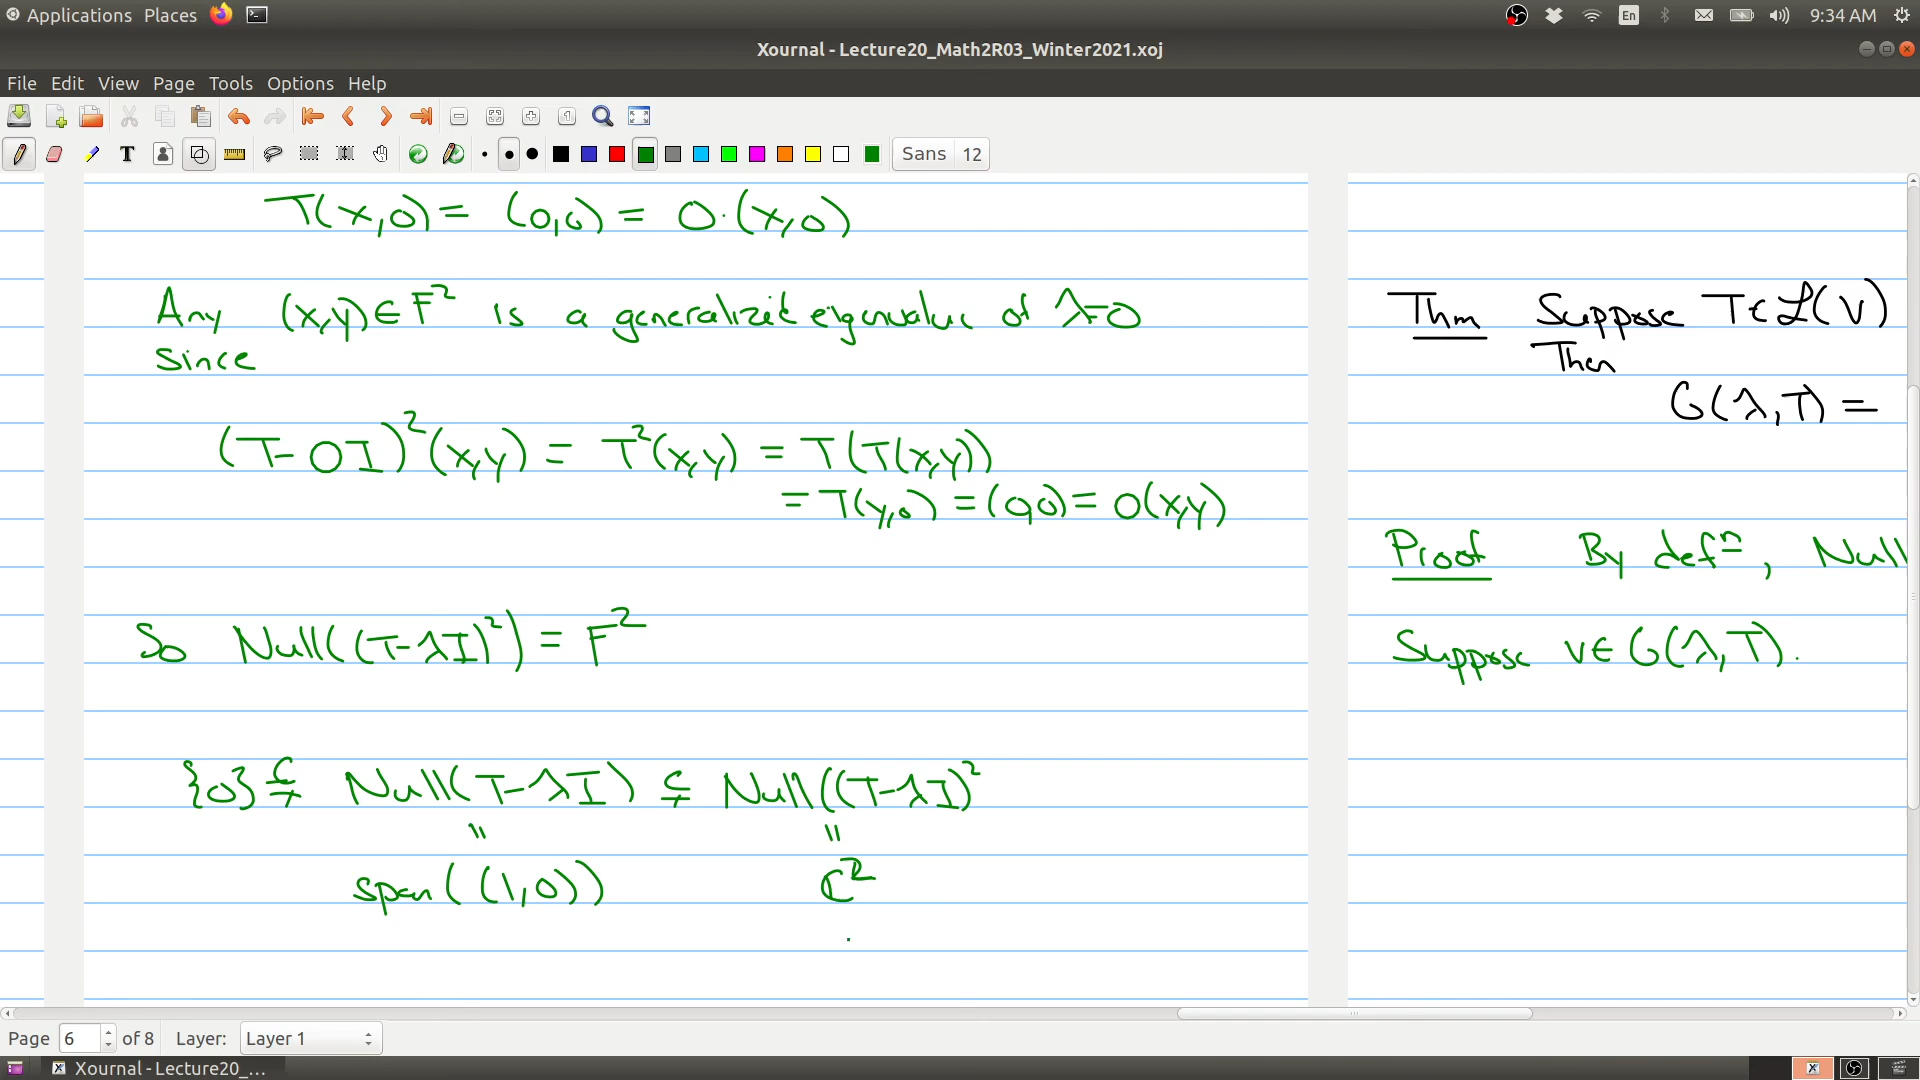 Applications Places En 9:34 AM
Xournal - Lecture20_Math2R03_Winter2021.xoj
File Edit View Page Tools Options Help
T Sans 12
T(x,0) = (0,0) = 0·(x,0)
Any (x,y) ∈ F² is a generalized eigenvalue of λ=0
since
(T-0I)²(x,y) = T²(x,y) = T(T(x,y))
= T(y,0) = (0,0) = 0(x,y)
So Null((T-λI)²) = F²
{0} ⊊ Null(T-λI) ⊊ Null((T-λI)²
" "
span((1,0)) ℂ²
Thm Suppose T∈ℒ(V)
Then
G(λ,T) =
Proof By defⁿ, Null
Suppose v∈ G(λ,T).
Page 6 of 8 Layer: Layer 1
Xournal - Lecture20_...